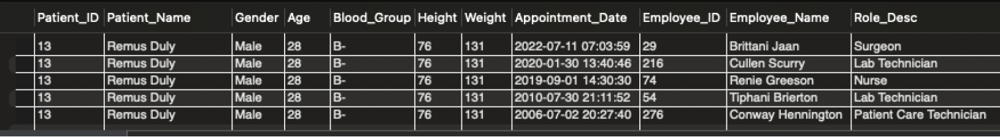 Patient_ID Patient_Name Gender Age Blood_Group Height Weight Appointment_Date Employee_ID Employee_Name Role_Desc
13 Remus Duly Male 28 B- 76 131 2022-07-11 07:03:59 29 Brittani Jaan Surgeon
13 Remus Duly Male 28 B- 76 131 2020-01-30 13:40:46 216 Cullen Scurry Lab Technician
13 Remus Duly Male 28 B- 76 131 2019-09-01 14:30:30 74 Renie Greeson Nurse
13 Remus Duly Male 28 B- 76 131 2010-07-30 21:11:52 54 Tiphani Brierton Lab Technician
13 Remus Duly Male 28 B- 76 131 2006-07-02 20:27:40 276 Conway Hennington Patient Care Technician